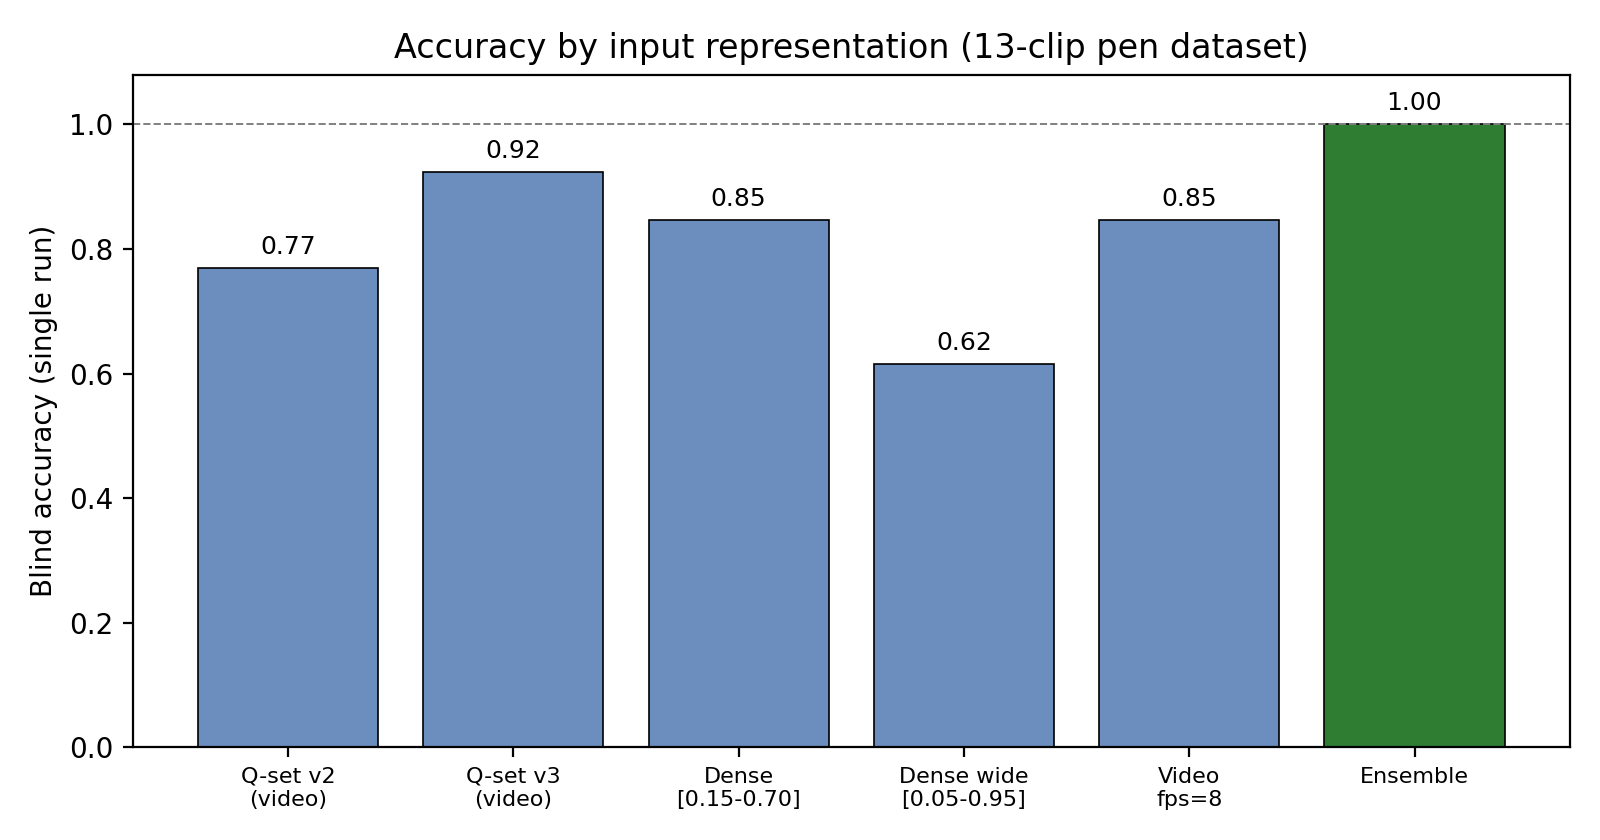 Accuracy by input representation (13-clip pen dataset)
Blind accuracy (single run)
1.0
0.8
0.6
0.4
0.2
0.0
0.77
0.92
0.85
0.62
0.85
1.00
Q-set v2
(video)
Q-set v3
(video)
Dense
[0.15-0.70]
Dense wide
[0.05-0.95]
Video
fps=8
Ensemble